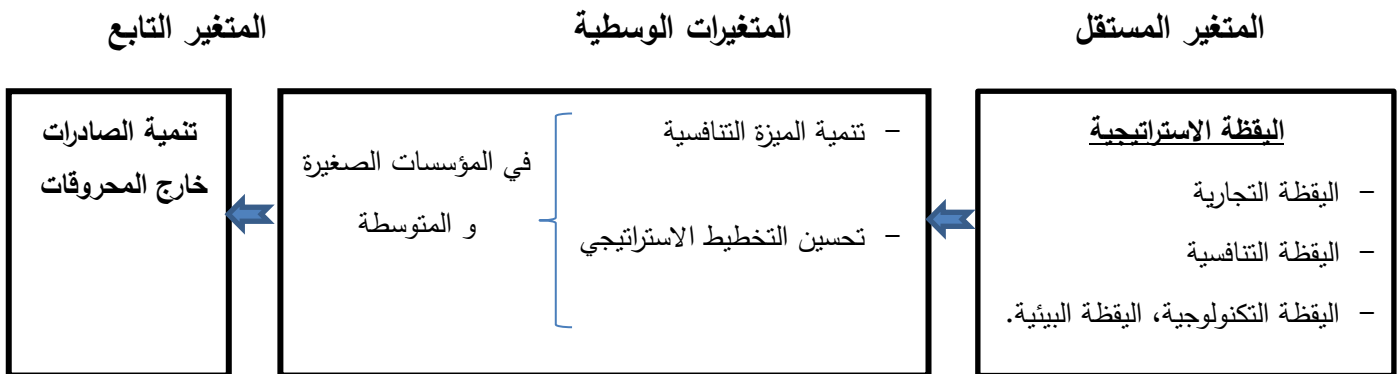 المتغير المستقل
المتغيرات الوسطية
المتغير التابع
اليقظة الاستراتيجية
- اليقظة التجارية
- اليقظة التنافسية
- اليقظة التكنولوجية، اليقظة البيئية.
- تنمية الميزة التنافسية
- تحسين التخطيط الاستراتيجي
في المؤسسات الصغيرة
و المتوسطة
تنمية الصادرات
خارج المحروقات